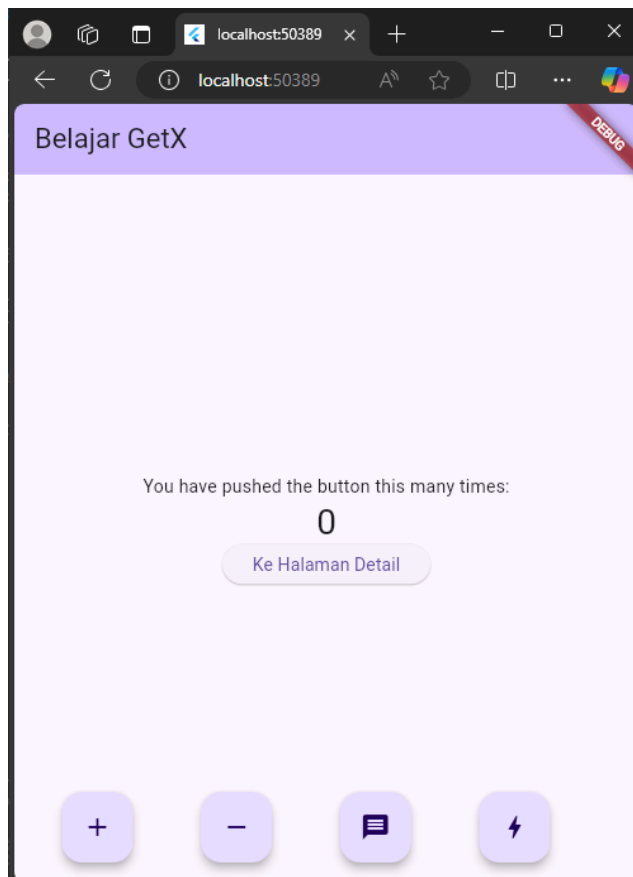 localhost:50389
localhost:50389
Belajar GetX
DEBUG
You have pushed the button this many times:
0
Ke Halaman Detail